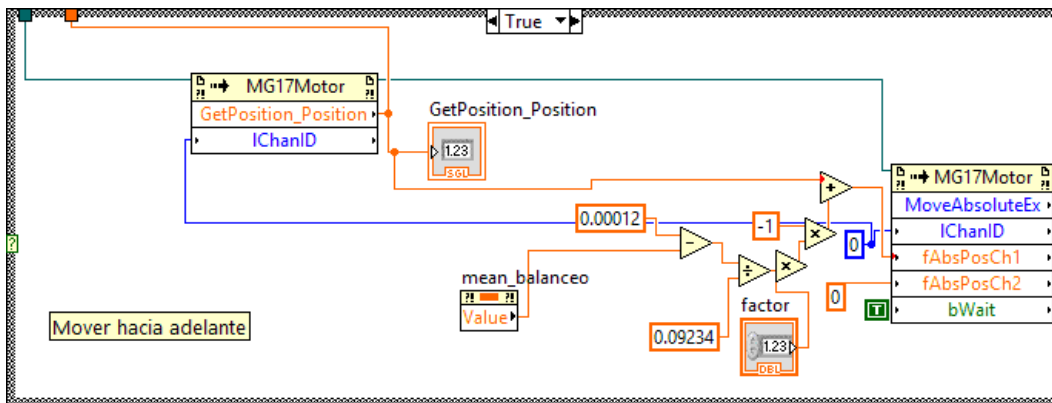 True
MG17Motor
GetPosition_Position
lChanID
GetPosition_Position
1.23
SGL
MG17Motor
MoveAbsoluteEx
lChanID
fAbsPosCh1
fAbsPosCh2
bWait
+
0.00012
-1
×
0
−
÷
×
0
T
mean_balanceo
Value
0.09234
factor
1.23
DBL
Mover hacia adelante
?